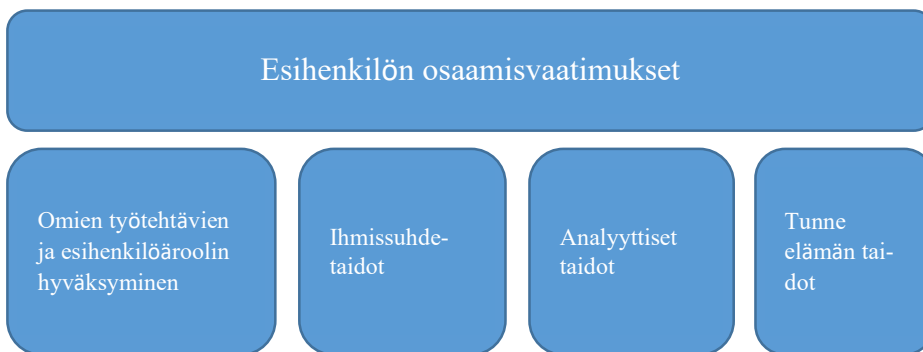 Esihenkilön osaamisvaatimukset
Omien työtehtävien
ja esihenkilöäroolin
hyväksyminen
Ihmissuhde-
taidot
Analyyttiset
taidot
Tunne
elämän tai-
dot